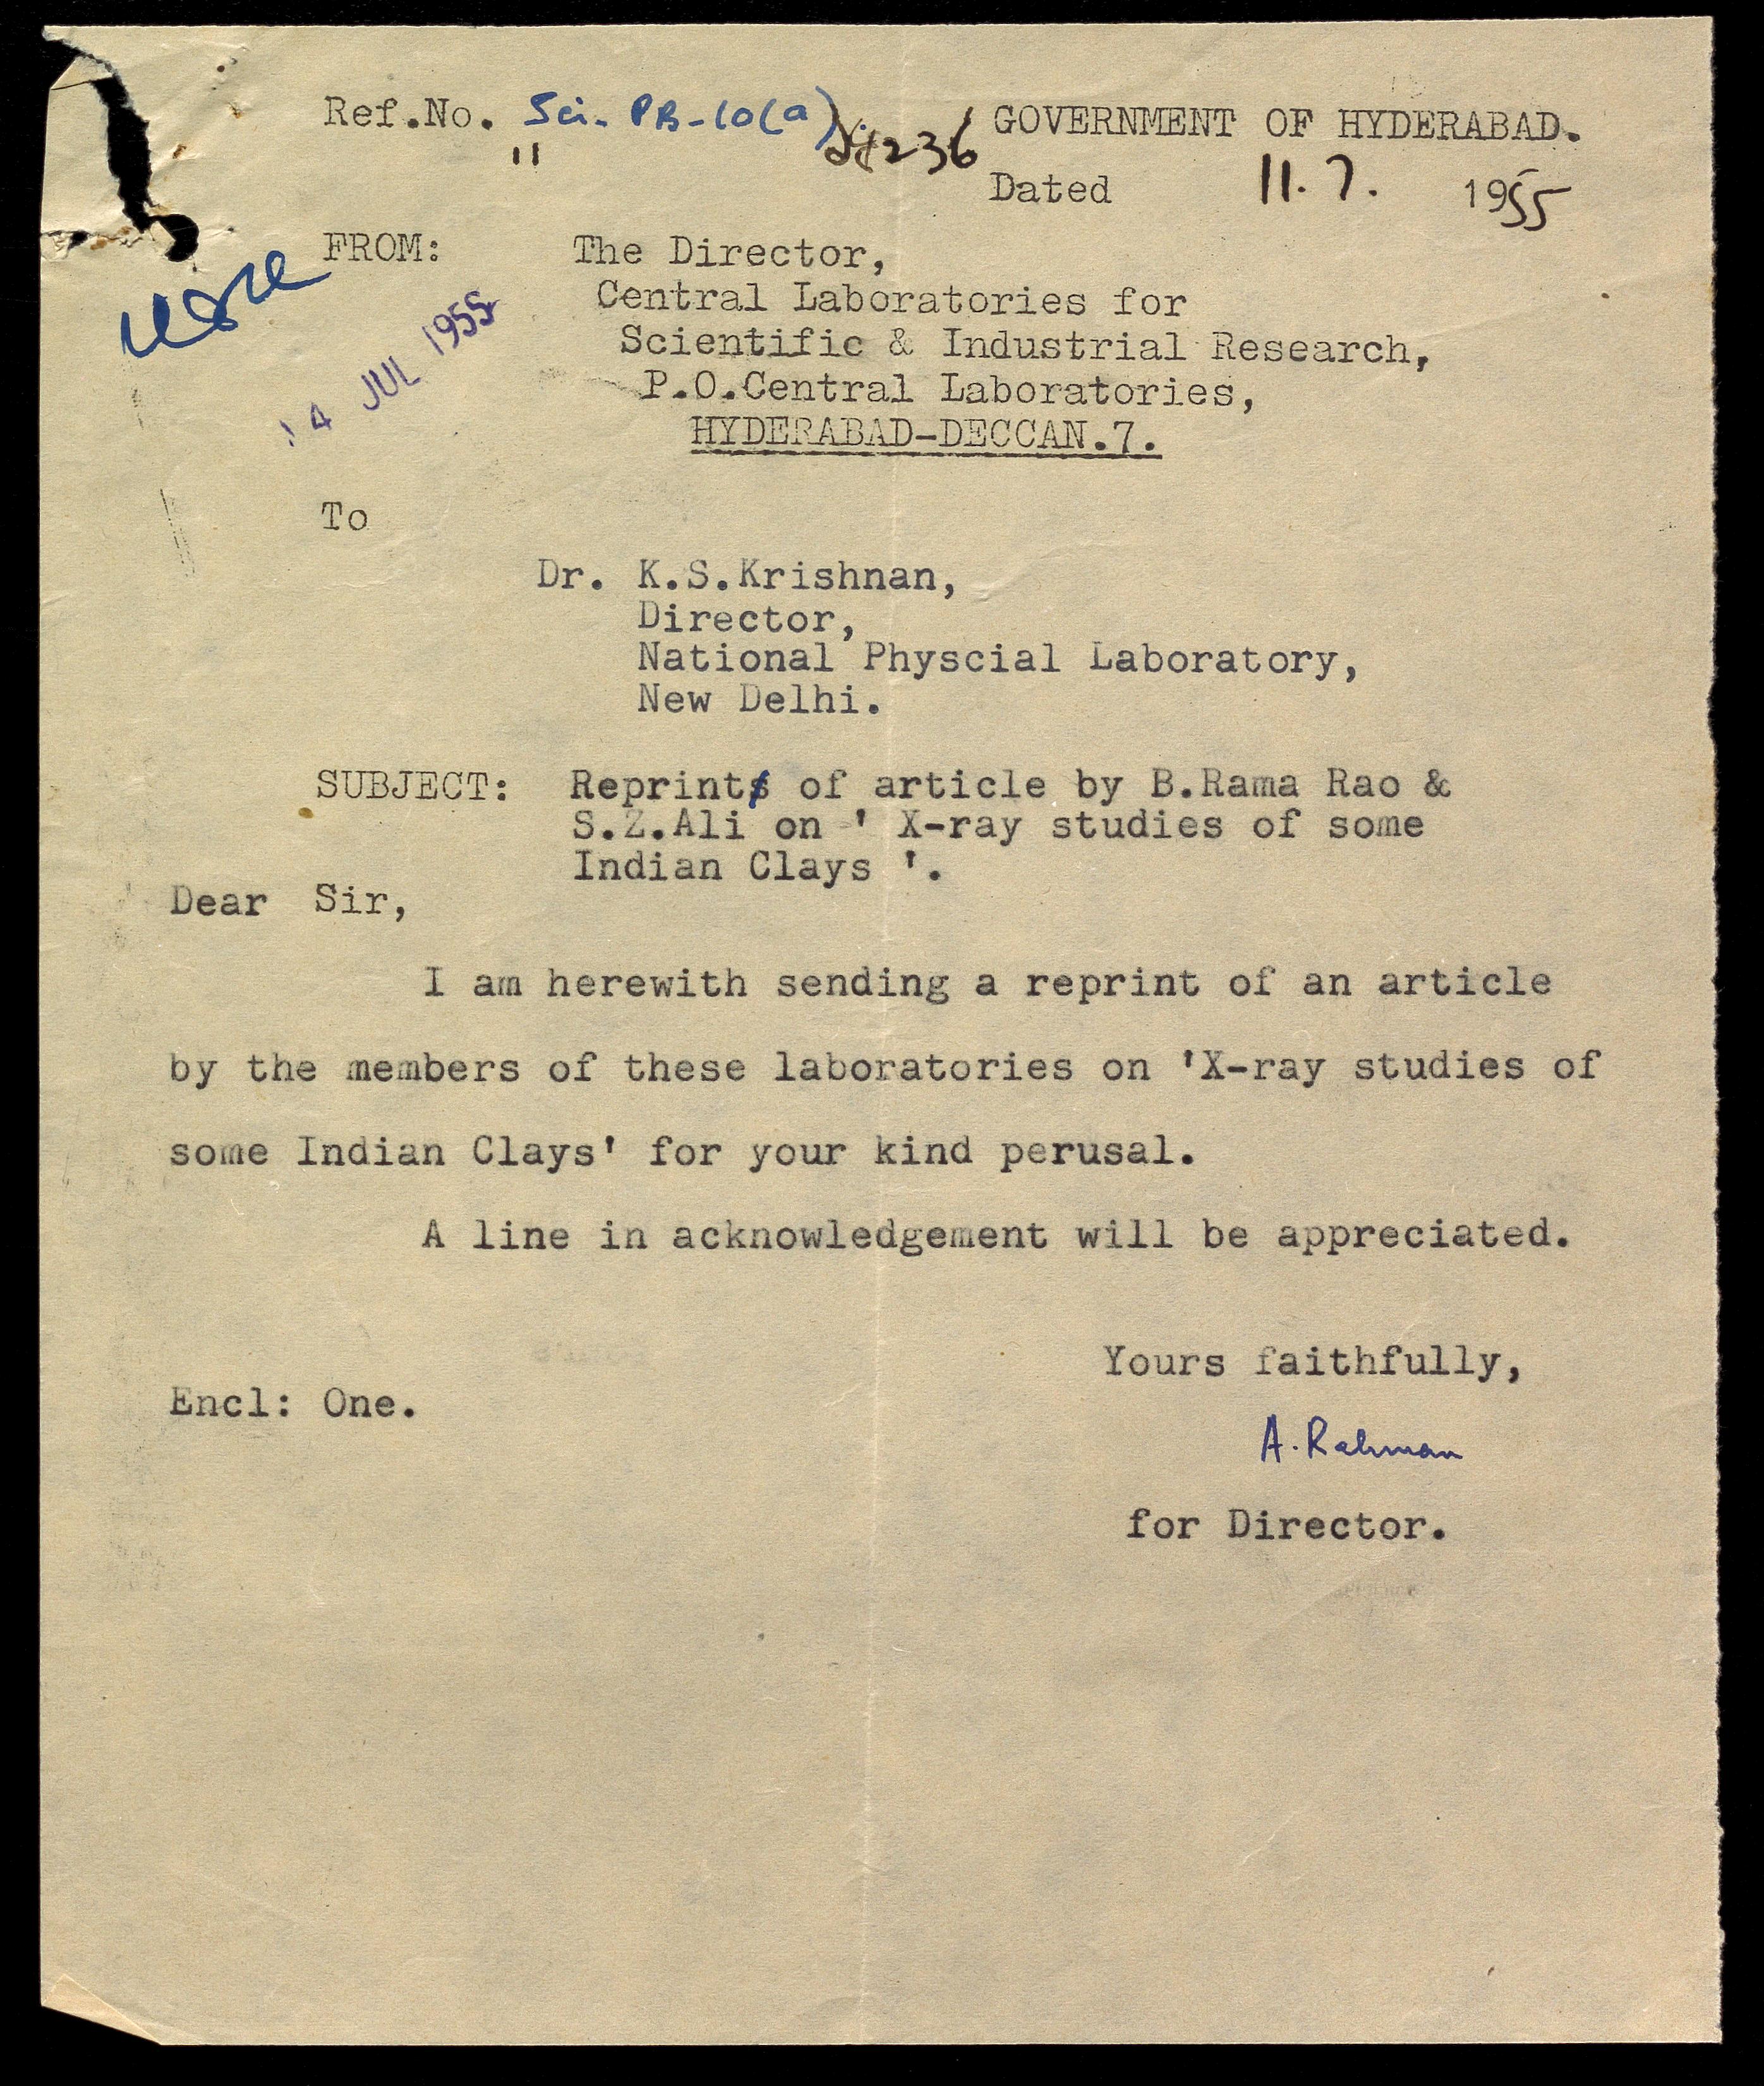 Ref.No. Sci-PB-10(a) 236 GOVERNMENT OF HYDERABAD.
"
Dated 11.7. 1955
FROM: The Director,
Central Laboratories for
Scientific & Industrial Research,
P.O.Central Laboratories,
HYDERABAD-DECCAN.7.
14 JUL 1955
To
Dr. K.S.Krishnan,
Director,
National Physcial Laboratory,
New Delhi.
SUBJECT: Reprint of article by B.Rama Rao &
S.Z.Ali on ' X-ray studies of some
Indian Clays '.
Dear Sir,
I am herewith sending a reprint of an article
by the members of these laboratories on 'X-ray studies of
some Indian Clays' for your kind perusal.
A line in acknowledgement will be appreciated.
Yours faithfully,
Encl: One.
A. Rahman
for Director.